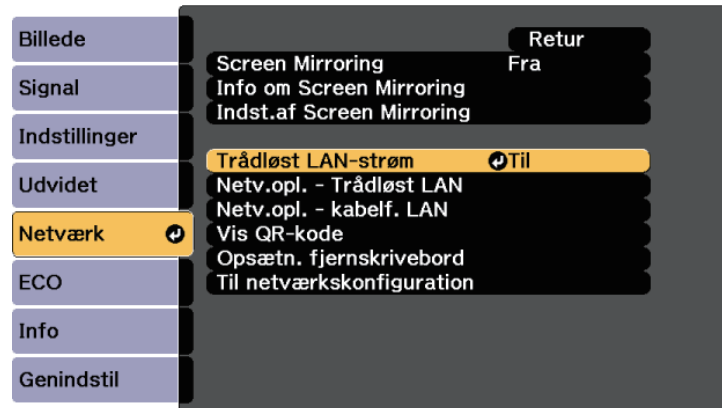 Billede
Signal
Indstillinger
Udvidet
Netværk
ECO
Info
Genindstil
Retur
Screen Mirroring Fra
Info om Screen Mirroring
Indst.af Screen Mirroring
Trådløst LAN-strøm Til
Netv.opl. - Trådløst LAN
Netv.opl. - kabelf. LAN
Vis QR-kode
Opsætn. fjernskrivebord
Til netværkskonfiguration